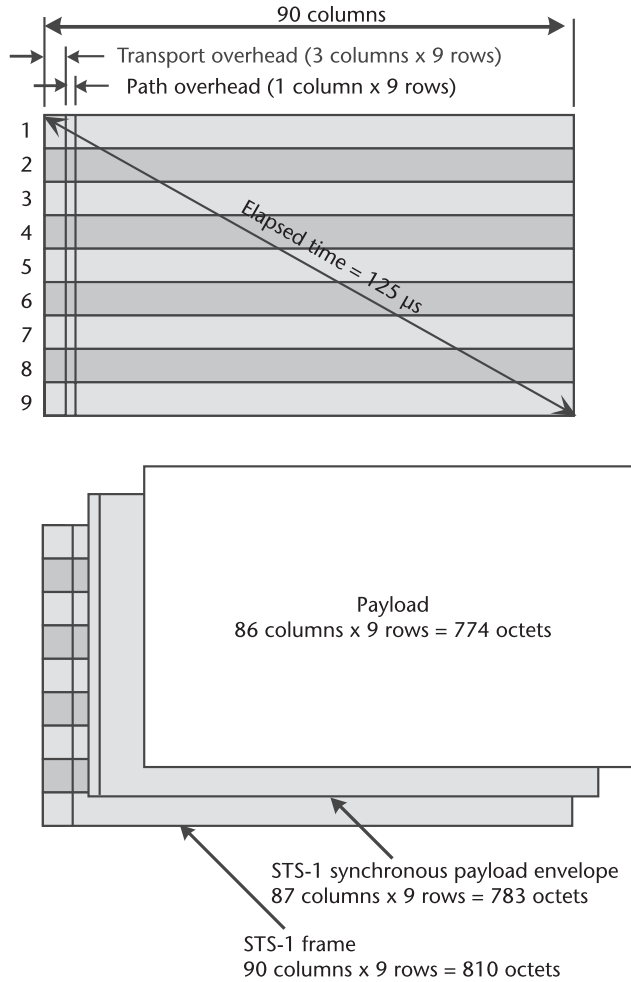 90 columns
Transport overhead (3 columns x 9 rows)
Path overhead (1 column x 9 rows)
1
2
3
4
5
6
7
8
9
Elapsed time = 125 μs
Payload
86 columns x 9 rows = 774 octets
STS-1 synchronous payload envelope
87 columns x 9 rows = 783 octets
STS-1 frame
90 columns x 9 rows = 810 octets